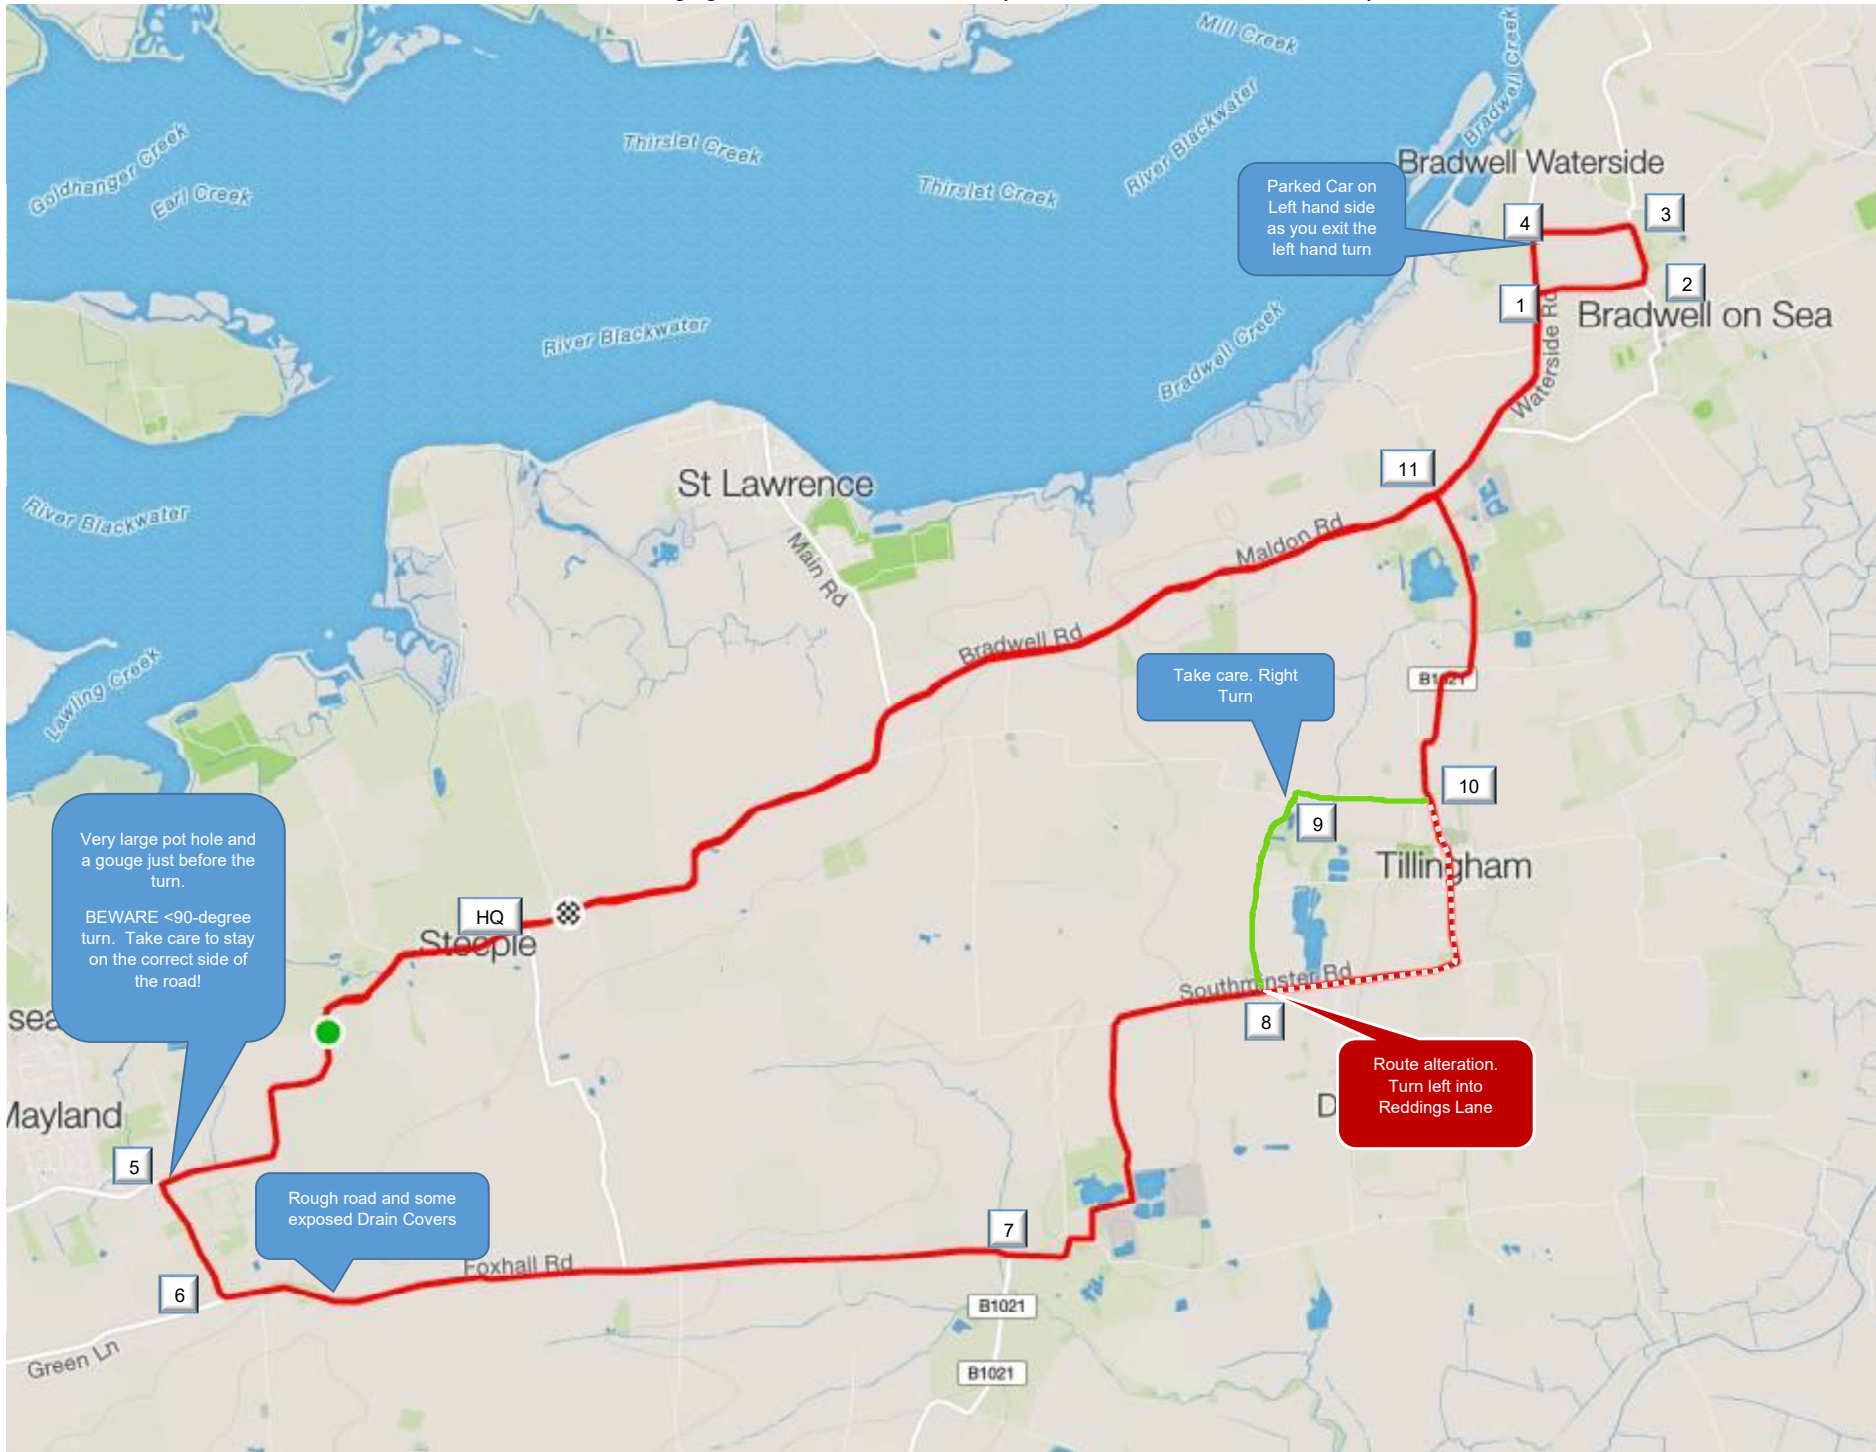 Mill Creek
Bradwell Creek
Goldhanger Creek
Earl Creek
Thirslet Creek
Thirslet Creek
River Blackwater
Bradwell Waterside
Parked Car on
Left hand side
as you exit the
left hand turn
4
3
2
1
Bradwell on Sea
Waterside Rd
River Blackwater
Bradwell Creek
St Lawrence
11
River Blackwater
Main Rd
Maldon Rd
Bradwell Rd
Lawling Creek
Take care. Right
Turn
B1021
10
9
Tillingham
Very large pot hole and
a gouge just before the
turn.
BEWARE <90-degree
turn. Take care to stay
on the correct side of
the road!
HQ
Steeple
Southminster Rd
8
sea
Route alteration.
Turn left into
Reddings Lane
D
Mayland
5
Rough road and some
exposed Drain Covers
7
Foxhall Rd
6
B1021
Green Ln
B1021